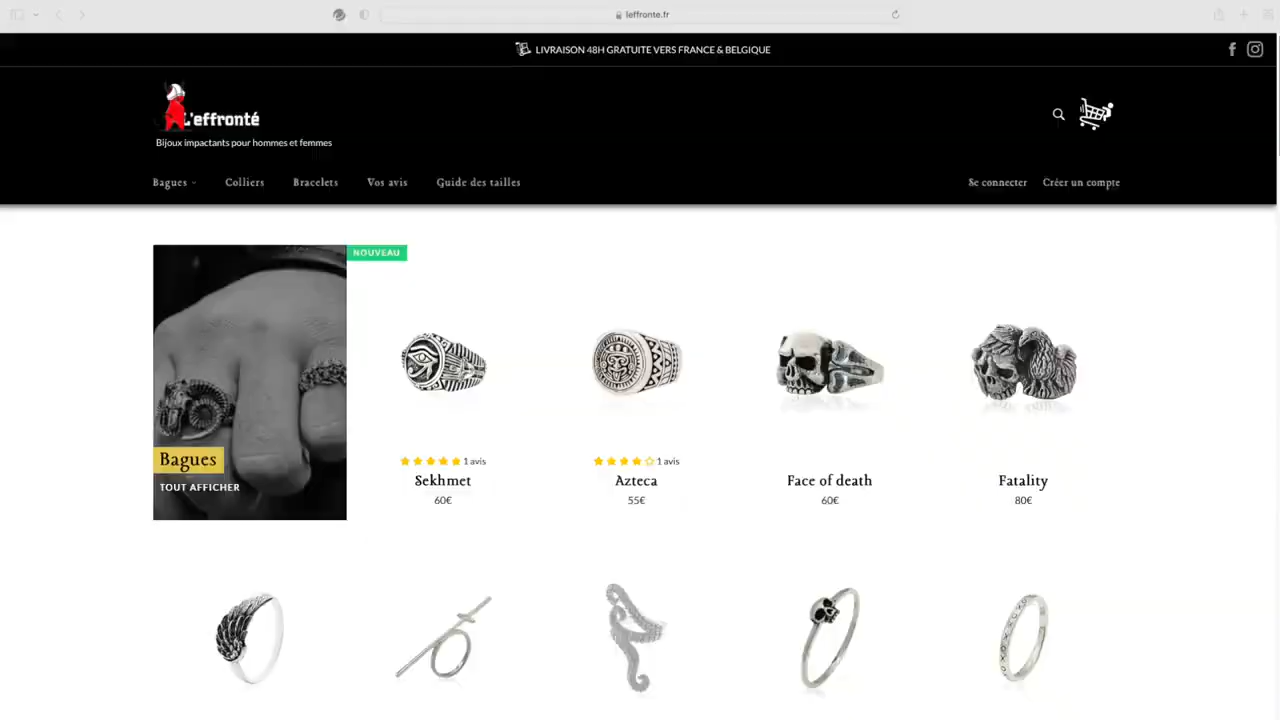 leffronte.fr
LIVRAISON 48H GRATUITE VERS FRANCE & BELGIQUE
L'effronté
Bijoux impactants pour hommes et femmes
Bagues
Colliers
Bracelets
Vos avis
Guide des tailles
Se connecter
Créer un compte
NOUVEAU
Bagues
TOUT AFFICHER
1 avis
Sekhmet
60€
1 avis
Azteca
55€
Face of death
60€
Fatality
80€